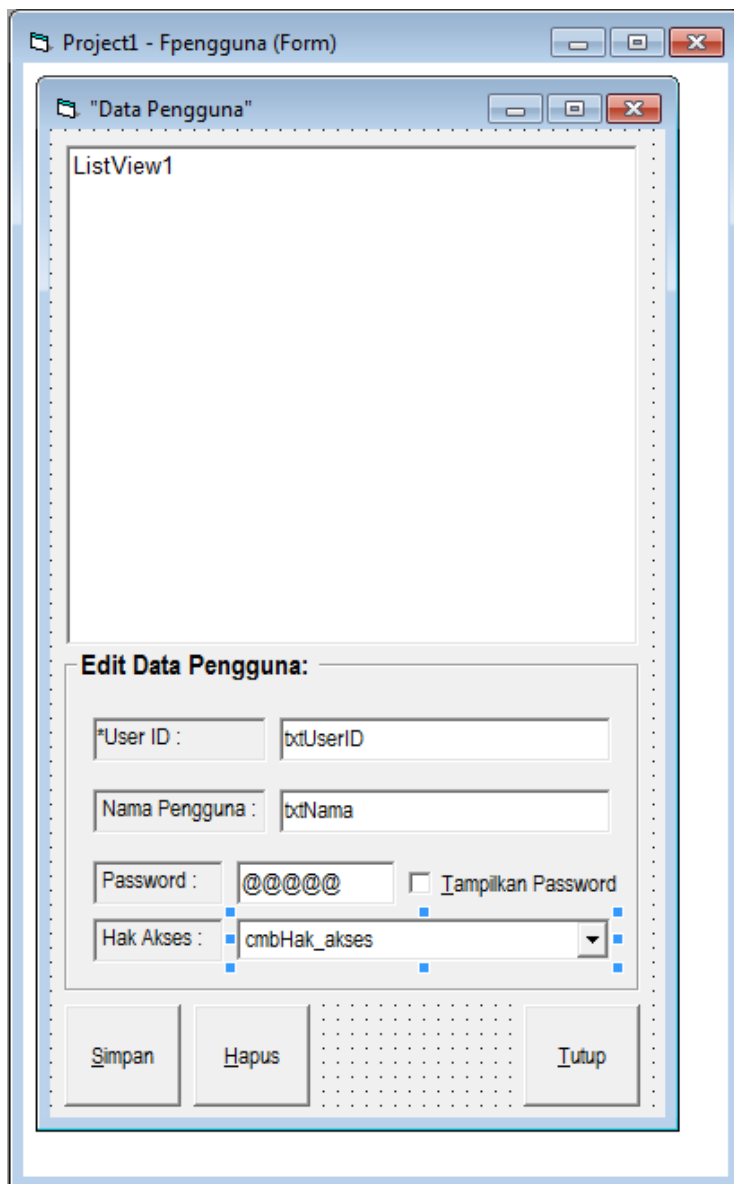 Project1 - Fpengguna (Form)
"Data Pengguna"
ListView1
Edit Data Pengguna:
*User ID : txtUserID
Nama Pengguna : txtNama
Password : @@@@@ Tampilkan Password
Hak Akses : cmbHak_akses
Simpan Hapus Tutup